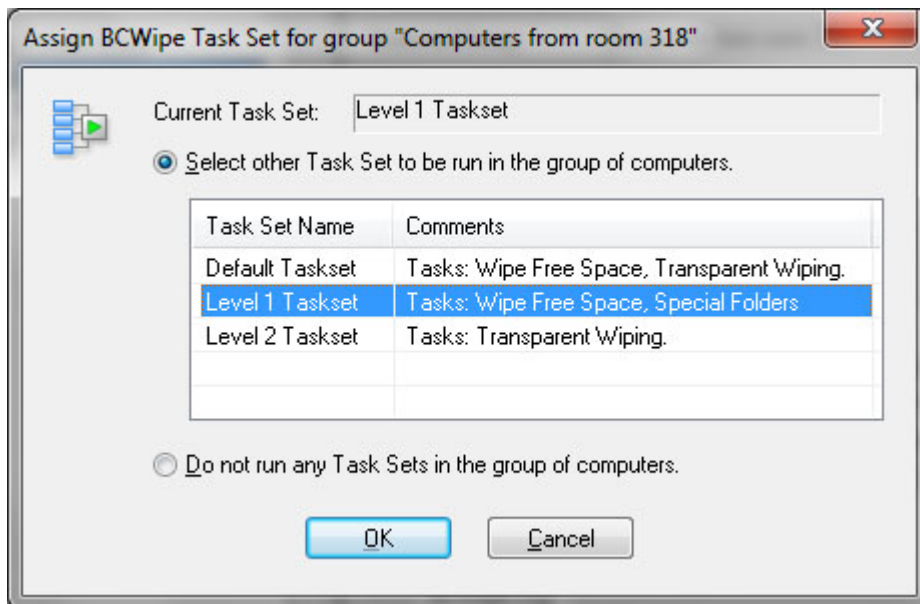 Assign BCWipe Task Set for group "Computers from room 318"
Current Task Set: Level 1 Taskset
Select other Task Set to be run in the group of computers.
Task Set Name Comments
Default Taskset Tasks: Wipe Free Space, Transparent Wiping.
Level 1 Taskset Tasks: Wipe Free Space, Special Folders
Level 2 Taskset Tasks: Transparent Wiping.
Do not run any Task Sets in the group of computers.
OK Cancel